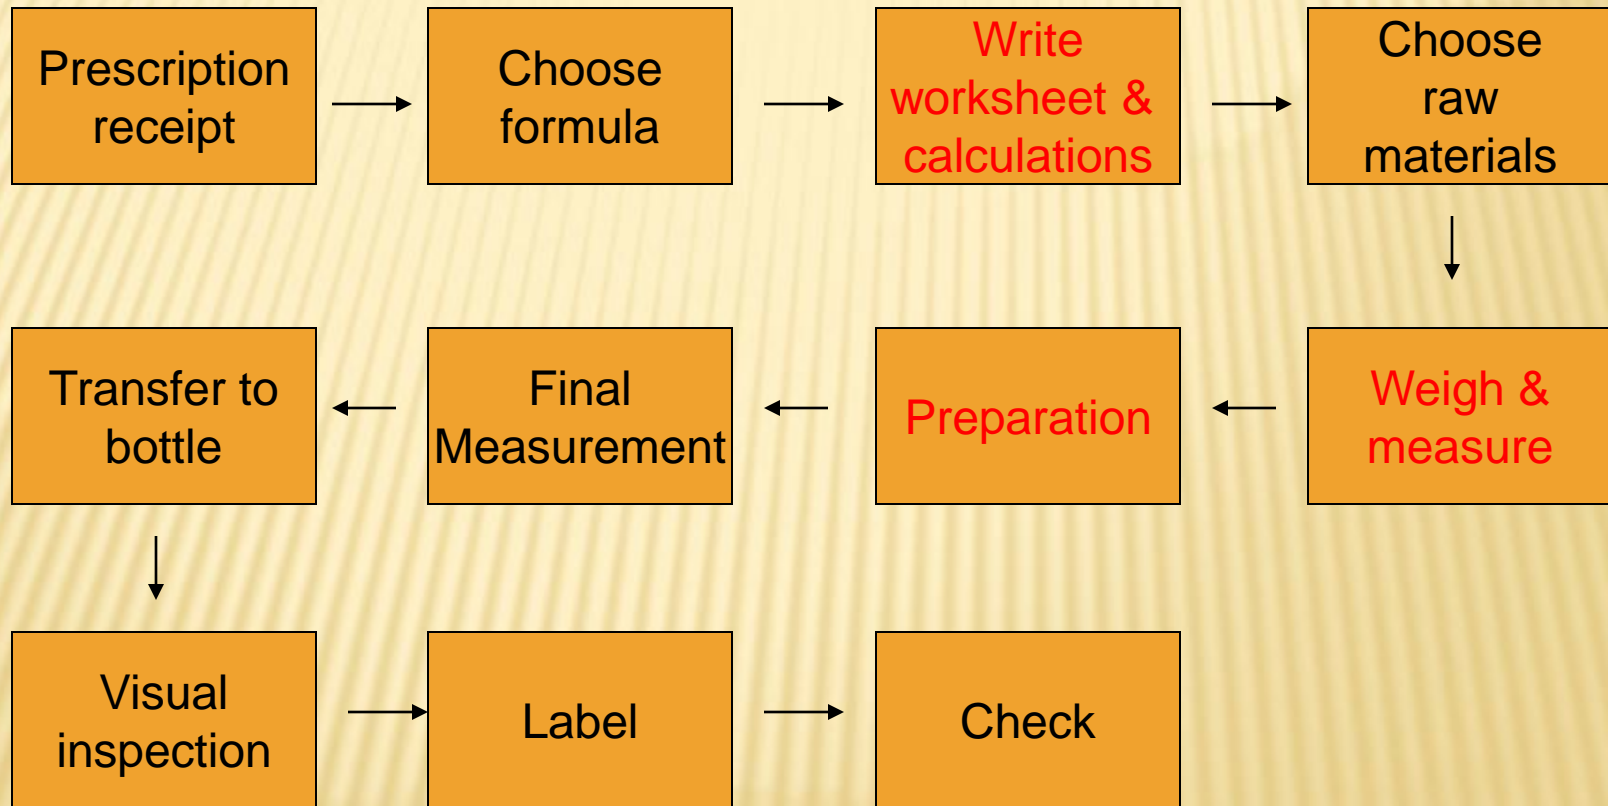 Prescription
receipt
Choose
formula
Write
worksheet &
calculations
Choose
raw
materials
Weigh &
measure
Preparation
Final
Measurement
Transfer to
bottle
Visual
inspection
Label
Check